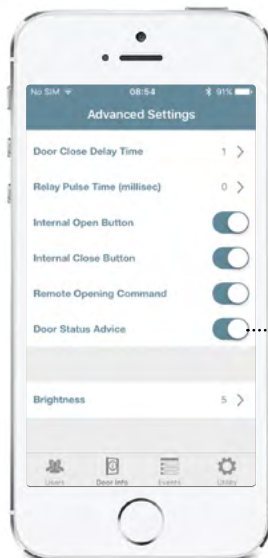 No SIM 08:54 91%
Advanced Settings
Door Close Delay Time 1
Relay Pulse Time (millisec) 0
Internal Open Button
Internal Close Button
Remote Opening Command
Door Status Advice
Brightness 5
Users Door Info Events Utility